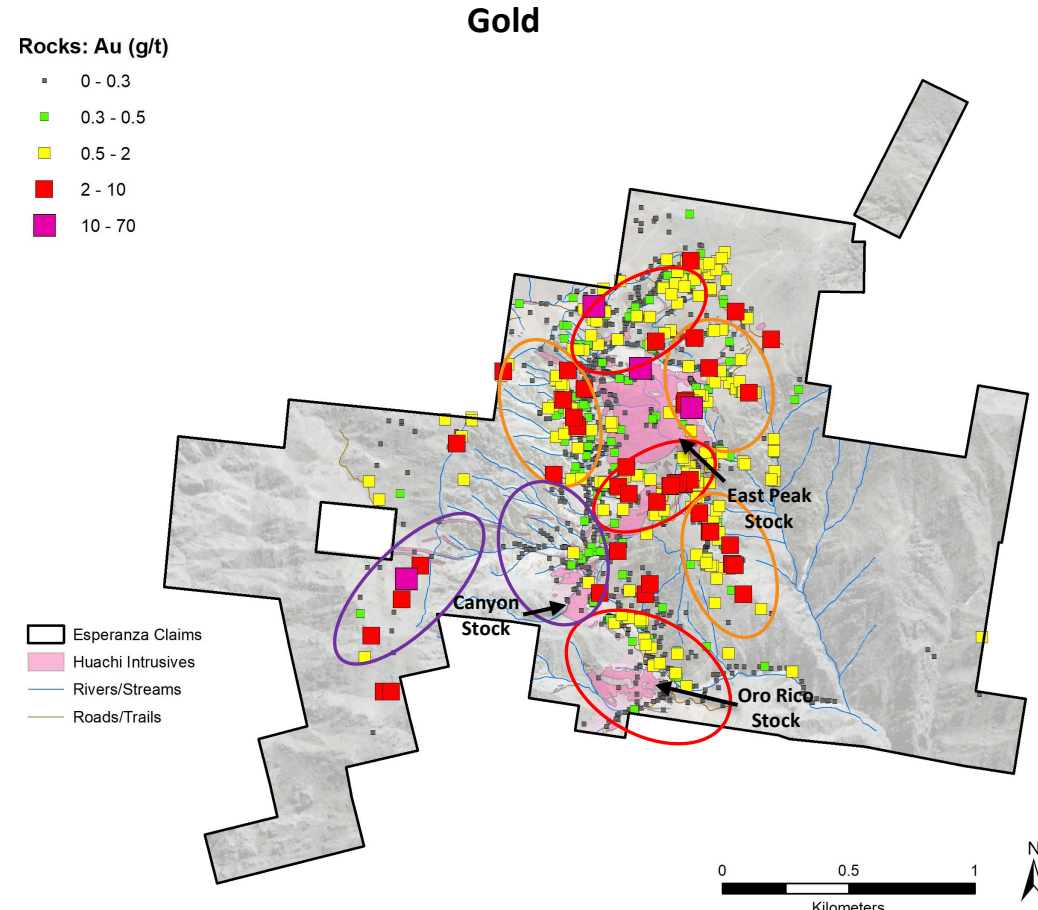 Gold
Rocks: Au (g/t)
0 - 0.3
0.3 - 0.5
0.5 - 2
2 - 10
10 - 70
East Peak
Stock
Canyon
Stock
Oro Rico
Stock
Esperanza Claims
Huachi Intrusives
Rivers/Streams
Roads/Trails
N
0 0.5 1
Kilometers